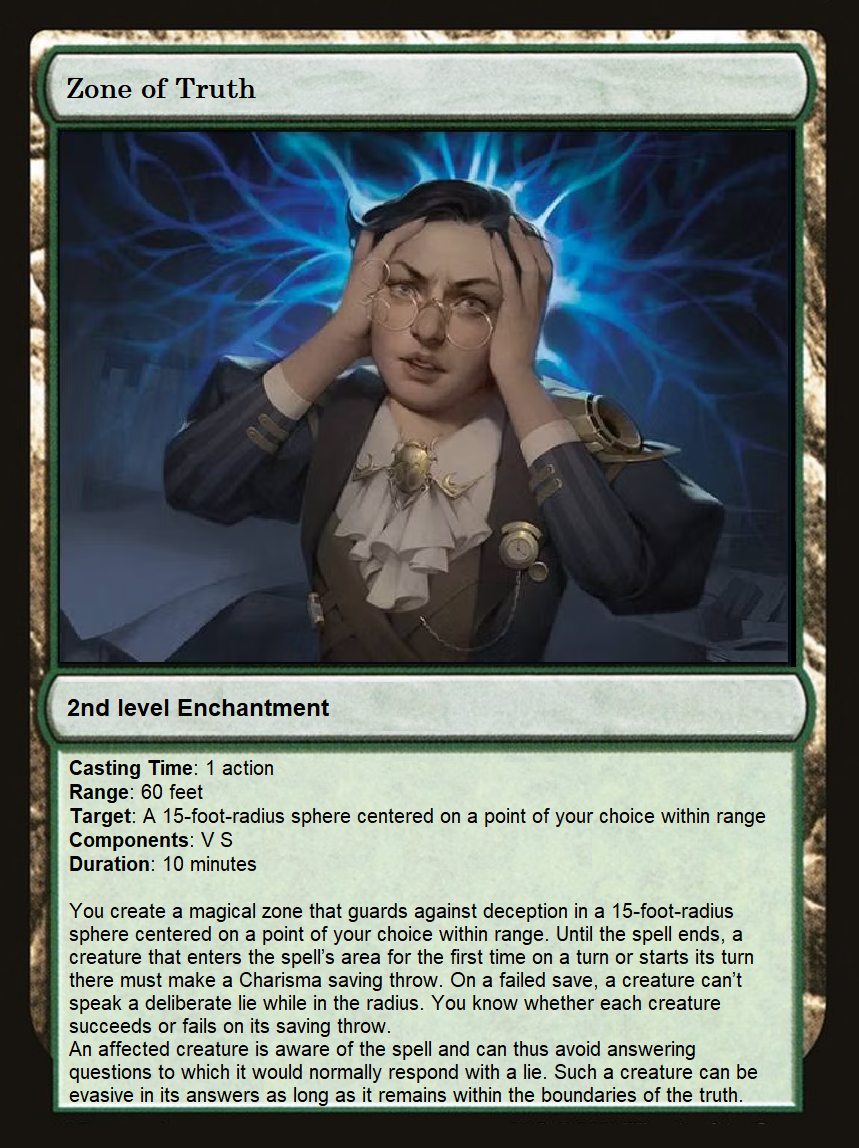 Zone of Truth
2nd level Enchantment
Casting Time: 1 action
Range: 60 feet
Target: A 15-foot-radius sphere centered on a point of your choice within range
Components: V S
Duration: 10 minutes
You create a magical zone that guards against deception in a 15-foot-radius
sphere centered on a point of your choice within range. Until the spell ends, a
creature that enters the spell’s area for the first time on a turn or starts its turn
there must make a Charisma saving throw. On a failed save, a creature can’t
speak a deliberate lie while in the radius. You know whether each creature
succeeds or fails on its saving throw.
An affected creature is aware of the spell and can thus avoid answering
questions to which it would normally respond with a lie. Such a creature can be
evasive in its answers as long as it remains within the boundaries of the truth.